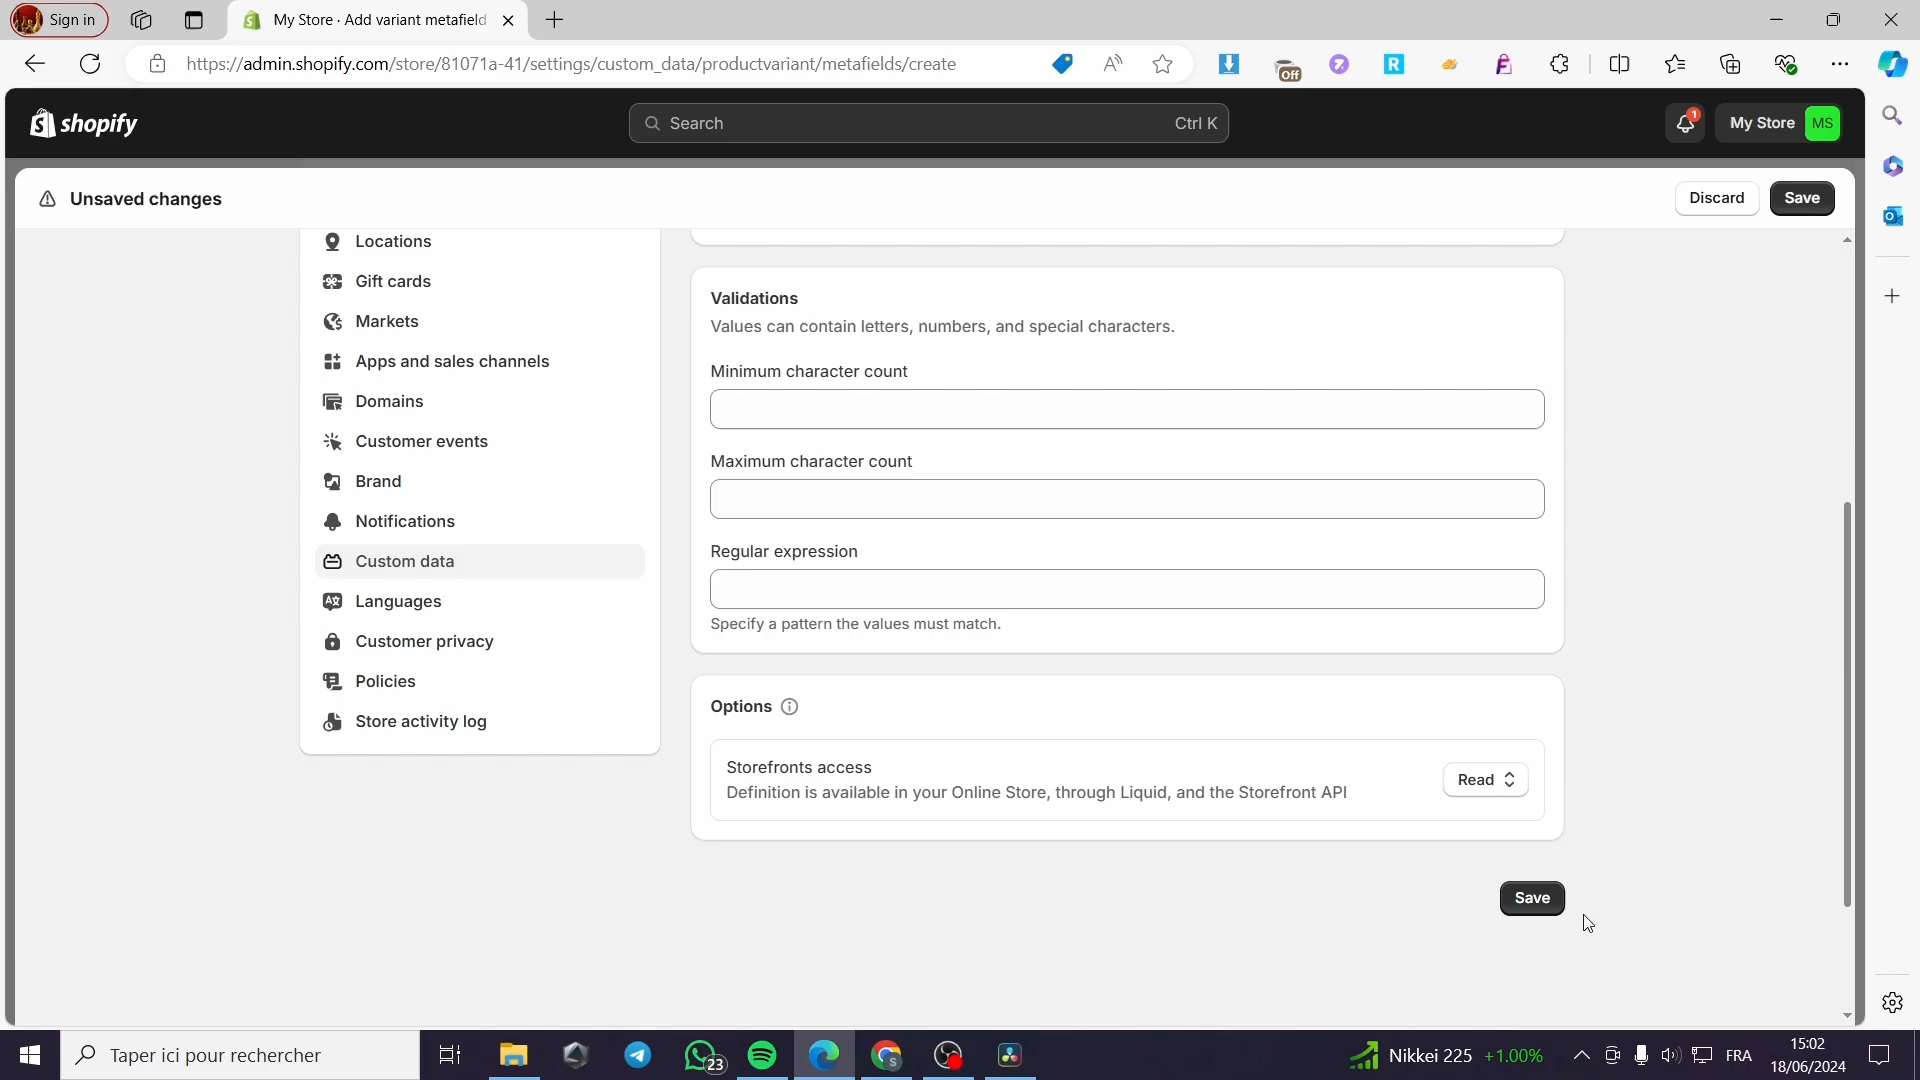 Sign in
My Store · Add variant metafield
https://admin.shopify.com/store/81071a-41/settings/custom_data/productvariant/metafields/create
Off
shopify
Search
Ctrl K
1
My Store
MS
Unsaved changes
Discard
Save
Locations
Gift cards
Markets
Apps and sales channels
Domains
Customer events
Brand
Notifications
Custom data
Languages
Customer privacy
Policies
Store activity log
Validations
Values can contain letters, numbers, and special characters.
Minimum character count
Maximum character count
Regular expression
Specify a pattern the values must match.
Options
Storefronts access
Definition is available in your Online Store, through Liquid, and the Storefront API
Read
Save
Taper ici pour rechercher
23
Nikkei 225 +1.00%
FRA
15:02
18/06/2024